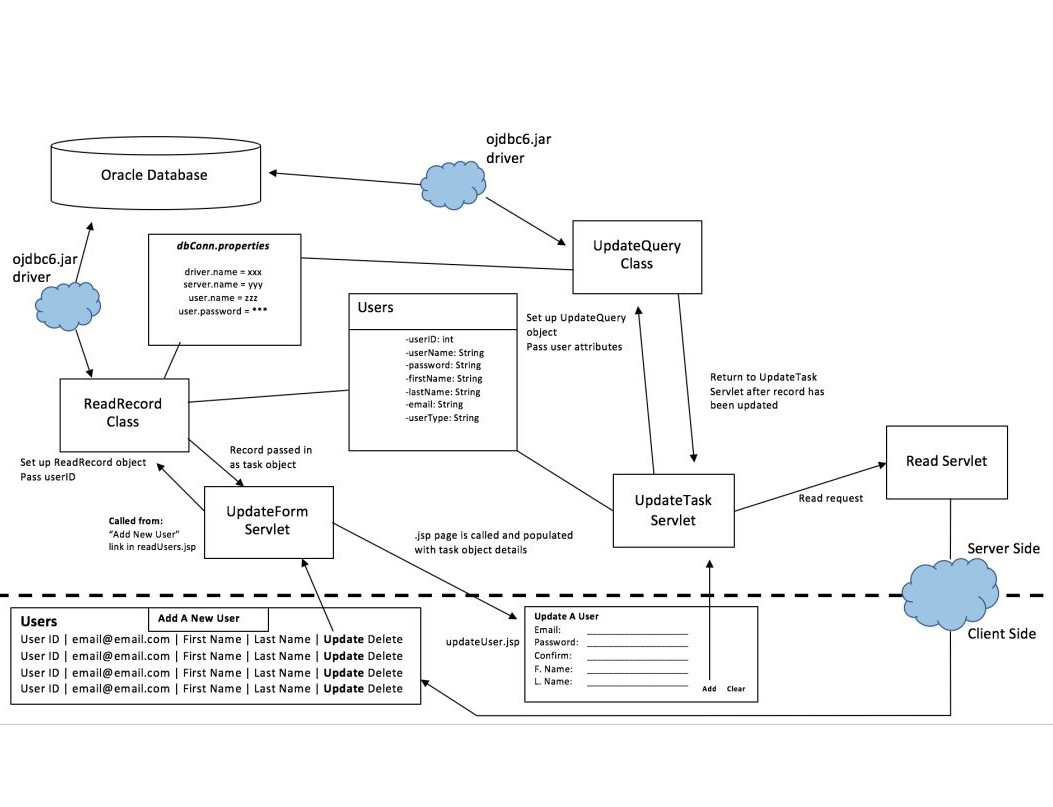 ojdbc6.jar
driver
Oracle Database
UpdateQuery
Class
dbConn.properties
driver.name = xxx
server.name = yyy
user.name = zzz
user.password = ***
ojdbc6.jar
driver
Users
-userID: int
-userName: String
-password: String
-firstName: String
-lastName: String
-email: String
-userType: String
Set up UpdateQuery
object
Pass user attributes
Return to UpdateTask
Servlet after record has
been updated
ReadRecord
Class
Set up ReadRecord object
Pass userID
Record passed in
as task object
Read Servlet
UpdateTask
Servlet
Read request
UpdateForm
Servlet
Called from:
“Add New User”
link in readUsers.jsp
.jsp page is called and populated
with task object details
Server Side
Client Side
Users
Add A New User
User ID | email@email.com | First Name | Last Name | Update Delete
User ID | email@email.com | First Name | Last Name | Update Delete
User ID | email@email.com | First Name | Last Name | Update Delete
User ID | email@email.com | First Name | Last Name | Update Delete
updateUser.jsp
Update A User
Email:
Password:
Confirm:
F. Name:
L. Name:
Add Clear